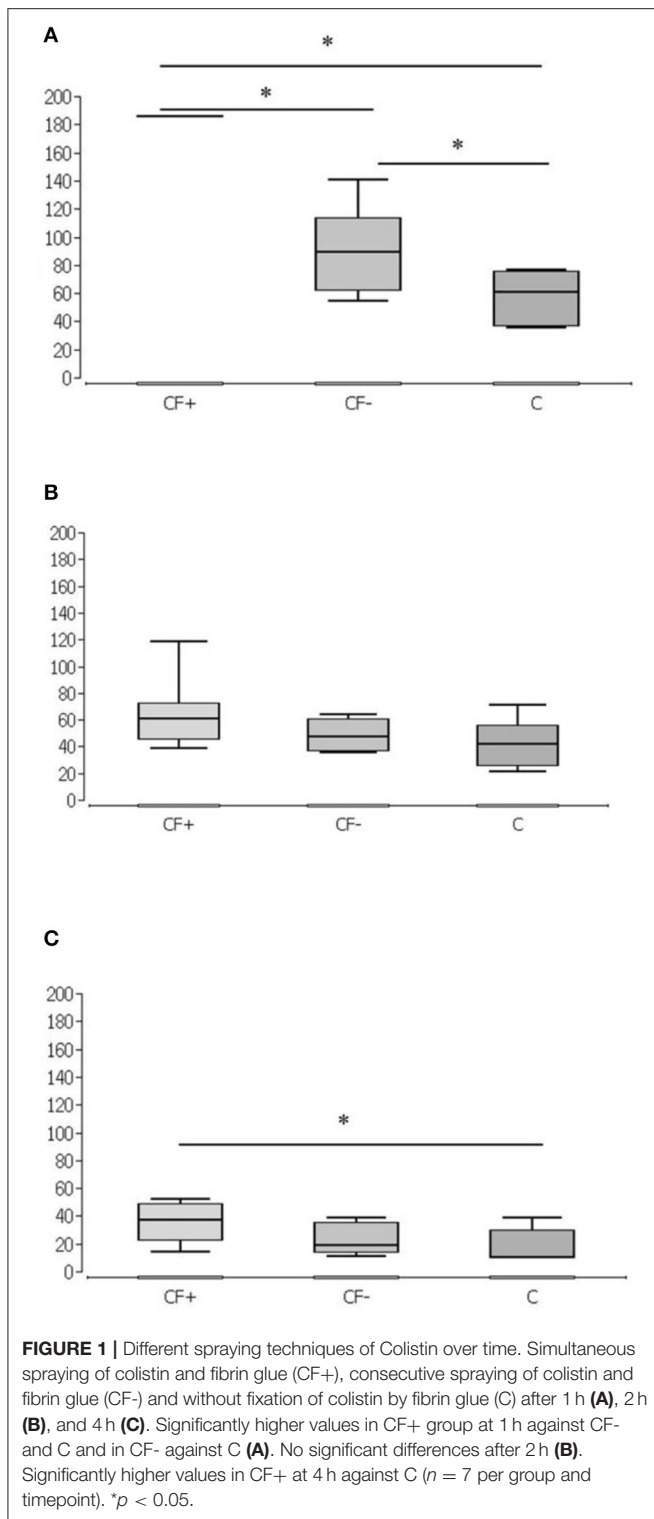 A
*
*
*
200
180
160
140
120
100
80
60
40
20
0
CF+ CF- C
B
200
180
160
140
120
100
80
60
40
20
0
CF+ CF- C
C
200
180
160
140
120
100
80
60
40
20
0
*
CF+ CF- C
FIGURE 1 | Different spraying techniques of Colistin over time. Simultaneous
spraying of colistin and fibrin glue (CF+), consecutive spraying of colistin and
fibrin glue (CF-) and without fixation of colistin by fibrin glue (C) after 1 h (A), 2 h
(B), and 4 h (C). Significantly higher values in CF+ group at 1 h against CF-
and C and in CF- against C (A). No significant differences after 2 h (B).
Significantly higher values in CF+ at 4 h against C (n = 7 per group and
timepoint). *p < 0.05.